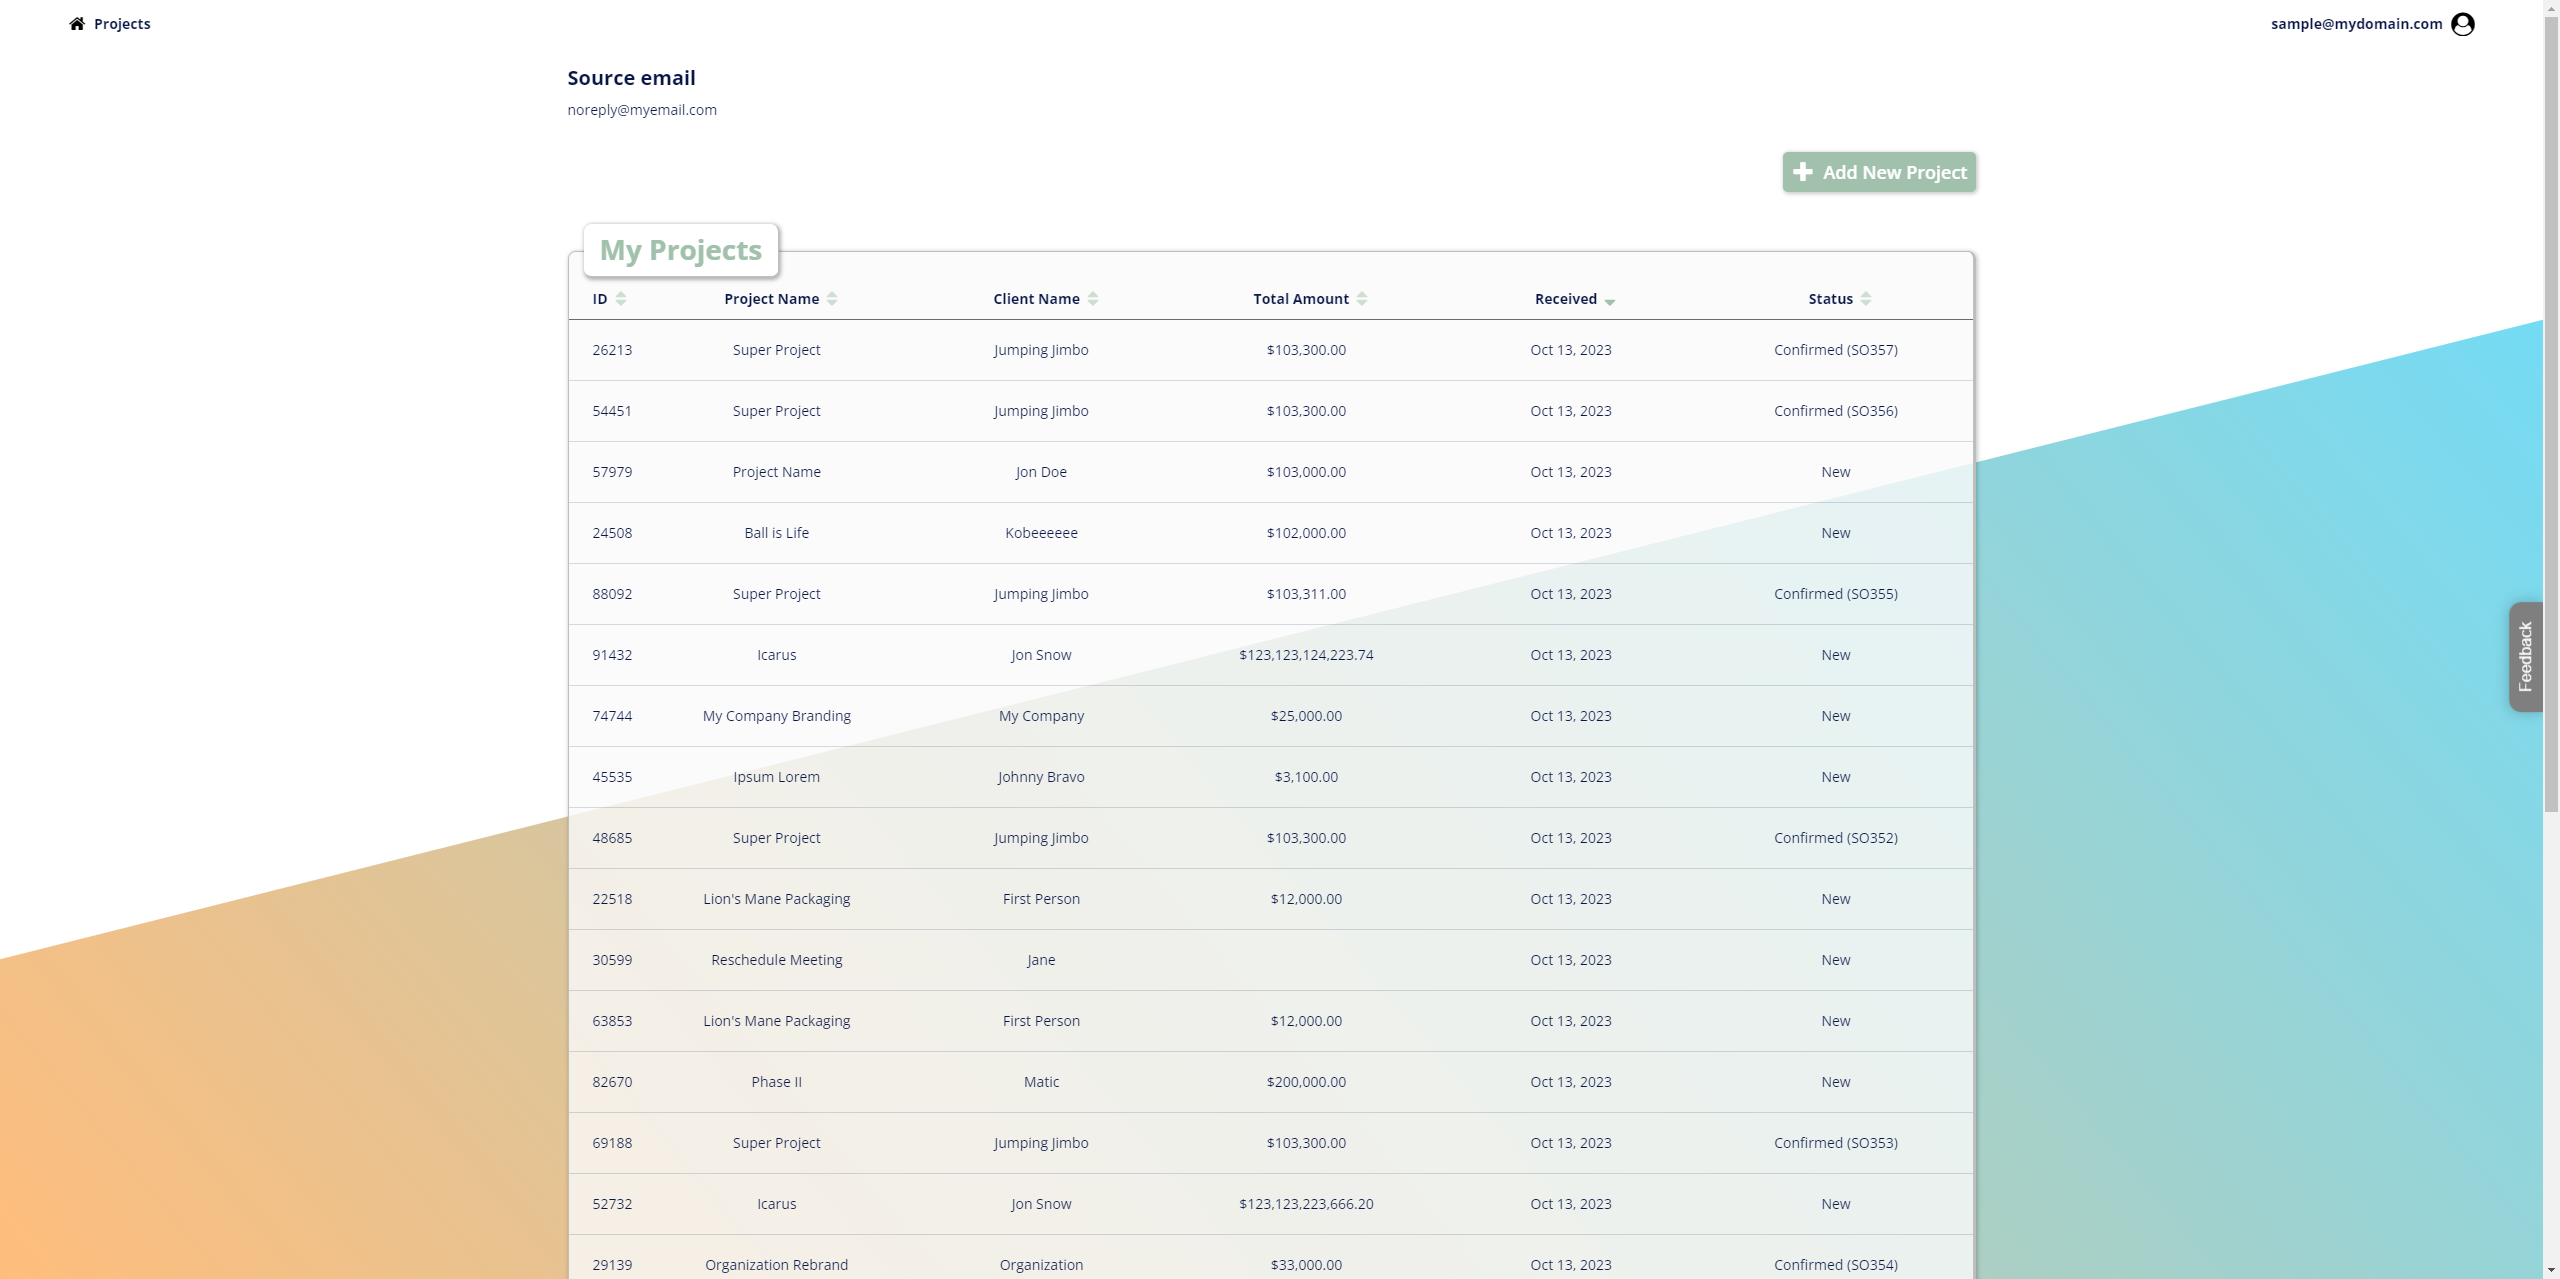 Projects
sample@mydomain.com
Source email
noreply@myemail.com
Add New Project
My Projects
ID Project Name Client Name Total Amount Received Status
26213 Super Project Jumping Jimbo $103,300.00 Oct 13, 2023 Confirmed (SO357)
54451 Super Project Jumping Jimbo $103,300.00 Oct 13, 2023 Confirmed (SO356)
57979 Project Name Jon Doe $103,000.00 Oct 13, 2023 New
24508 Ball is Life Kobeeeeee $102,000.00 Oct 13, 2023 New
88092 Super Project Jumping Jimbo $103,311.00 Oct 13, 2023 Confirmed (SO355)
91432 Icarus Jon Snow $123,123,124,223.74 Oct 13, 2023 New
74744 My Company Branding My Company $25,000.00 Oct 13, 2023 New
45535 Ipsum Lorem Johnny Bravo $3,100.00 Oct 13, 2023 New
48685 Super Project Jumping Jimbo $103,300.00 Oct 13, 2023 Confirmed (SO352)
22518 Lion's Mane Packaging First Person $12,000.00 Oct 13, 2023 New
30599 Reschedule Meeting Jane Oct 13, 2023 New
63853 Lion's Mane Packaging First Person $12,000.00 Oct 13, 2023 New
82670 Phase II Matic $200,000.00 Oct 13, 2023 New
69188 Super Project Jumping Jimbo $103,300.00 Oct 13, 2023 Confirmed (SO353)
52732 Icarus Jon Snow $123,123,223,666.20 Oct 13, 2023 New
29139 Organization Rebrand Organization $33,000.00 Oct 13, 2023 Confirmed (SO354)
Feedback